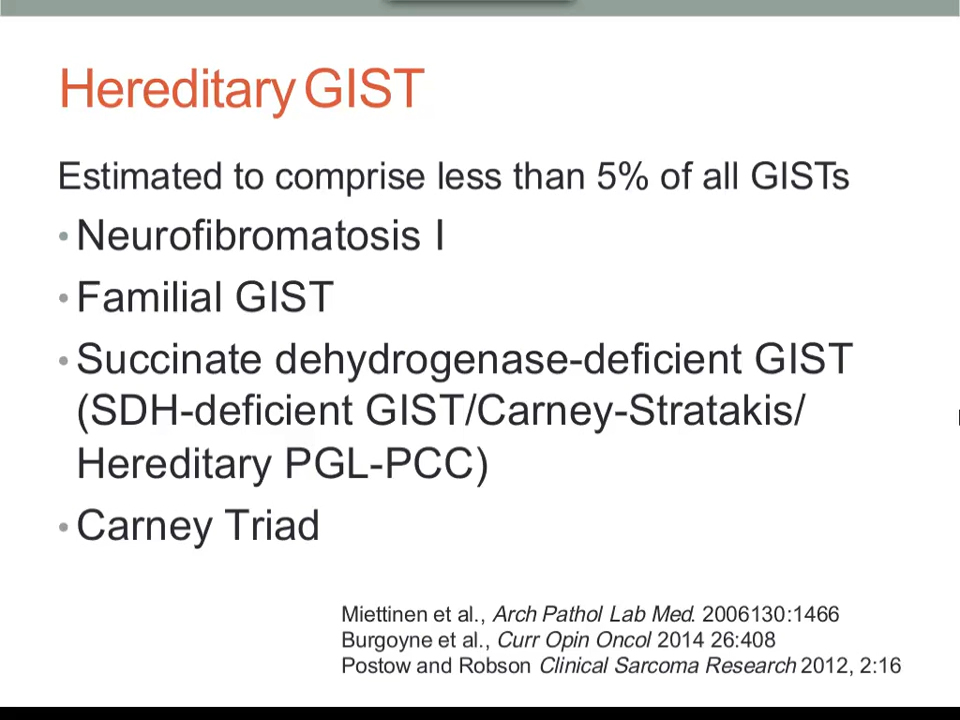 Hereditary GIST
Estimated to comprise less than 5% of all GISTs
• Neurofibromatosis I
• Familial GIST
• Succinate dehydrogenase-deficient GIST
(SDH-deficient GIST/Carney-Stratakis/
Hereditary PGL-PCC)
• Carney Triad
Miettinen et al., Arch Pathol Lab Med. 2006130:1466
Burgoyne et al., Curr Opin Oncol 2014 26:408
Postow and Robson Clinical Sarcoma Research 2012, 2:16